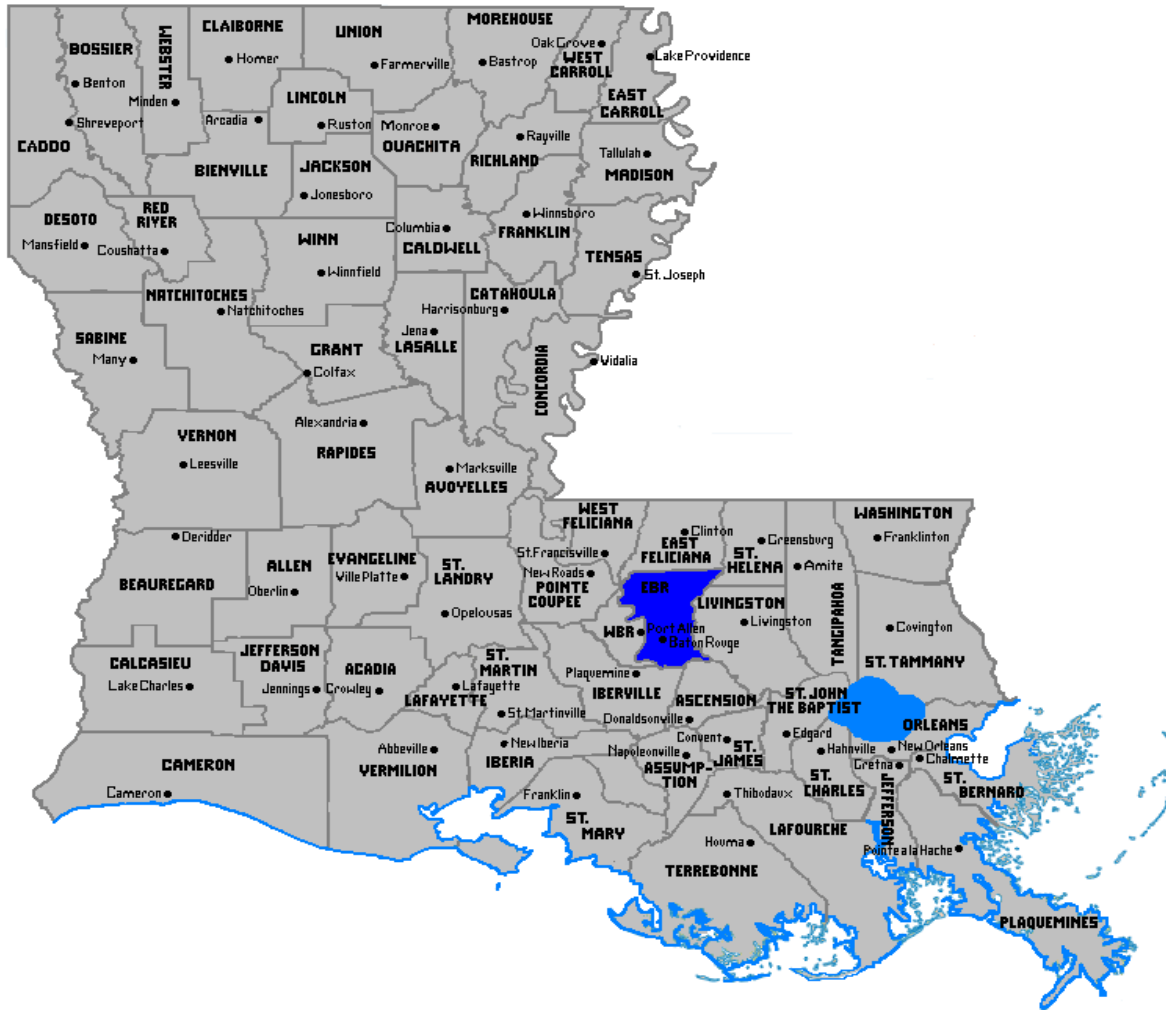 MOREHOUSE
CLAIBORNE
UNION
WEBSTER
BOSSIER
Oak Grove
WEST
CARROLL
Lake Providence
Homer
Farmerville
Bastrop
Benton
LINCOLN
EAST
CARROLL
Minden
Shreveport
Arcadia
Ruston
Monroe
OUACHITA
Rayville
RICHLAND
Tallulah
MADISON
CADDO
BIENVILLE
JACKSON
Jonesboro
DESOTO
RED
RIVER
Mansfield
Coushatta
WINN
Columbia
CALDWELL
Winnsboro
FRANKLIN
TENSAS
Winnfield
St. Joseph
NATCHITOCHES
Natchitoches
CATAHOULA
Harrisonburg
SABINE
Many
GRANT
Colfax
Jena
LASALLE
CONCORDIA
Vidalia
VERNON
Leesville
Alexandria
RAPIDES
Marksville
AVOYELLES
WEST
FELICIANA
WASHINGTON
Franklinton
Deridder
St. Francisville
EAST
FELICIANA
Clinton
Greensburg
ST.
HELENA
Amite
BEAUREGARD
ALLEN
Oberlin
EVANGELINE
Ville Platte
ST.
LANDRY
Opelousas
New Roads
POINTE
COUPEE
EBR
LIVINGSTON
Livingston
TANGIPAHOA
Covington
WBR
Port Allen
Baton Rouge
CALCASIEU
Lake Charles
JEFFERSON
DAVIS
Jennings
ACADIA
Crowley
LAFAYETTE
Lafayette
ST.
MARTIN
St. Martinville
Plaquemine
IBERVILLE
ASCENSION
Donaldsonville
ST. JOHN
THE BAPTIST
ST. TAMMANY
ORLEANS
Abbeville
VERMILION
New Iberia
IBERIA
Napoleonville
ASSUMP-
TION
Convent
ST.
JAMES
Edgard
Hahnville
New Orleans
Gretna
Chalmette
CAMERON
Cameron
Franklin
ST.
MARY
Thibodaux
ST.
CHARLES
JEFFERSON
ST.
BERNARD
LAFOURCHE
Houma
TERREBONNE
Pointe a la Hache
PLAQUEMINES